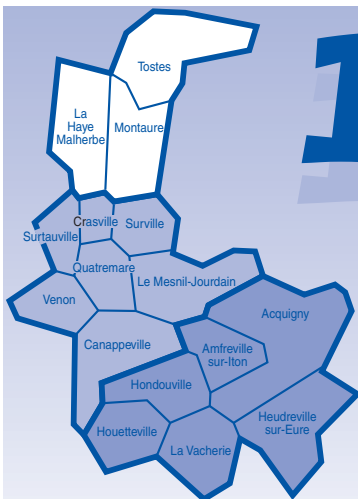 1
Tostes
La
Haye
Malherbe
Montaure
Crasville
Surville
Surtauville
Quatremare
Le Mesnil-Jourdain
Venon
Acquigny
Canappeville
Amfreville
sur-Iton
Hondouville
Heudreville
sur-Eure
Houetteville
La Vacherie